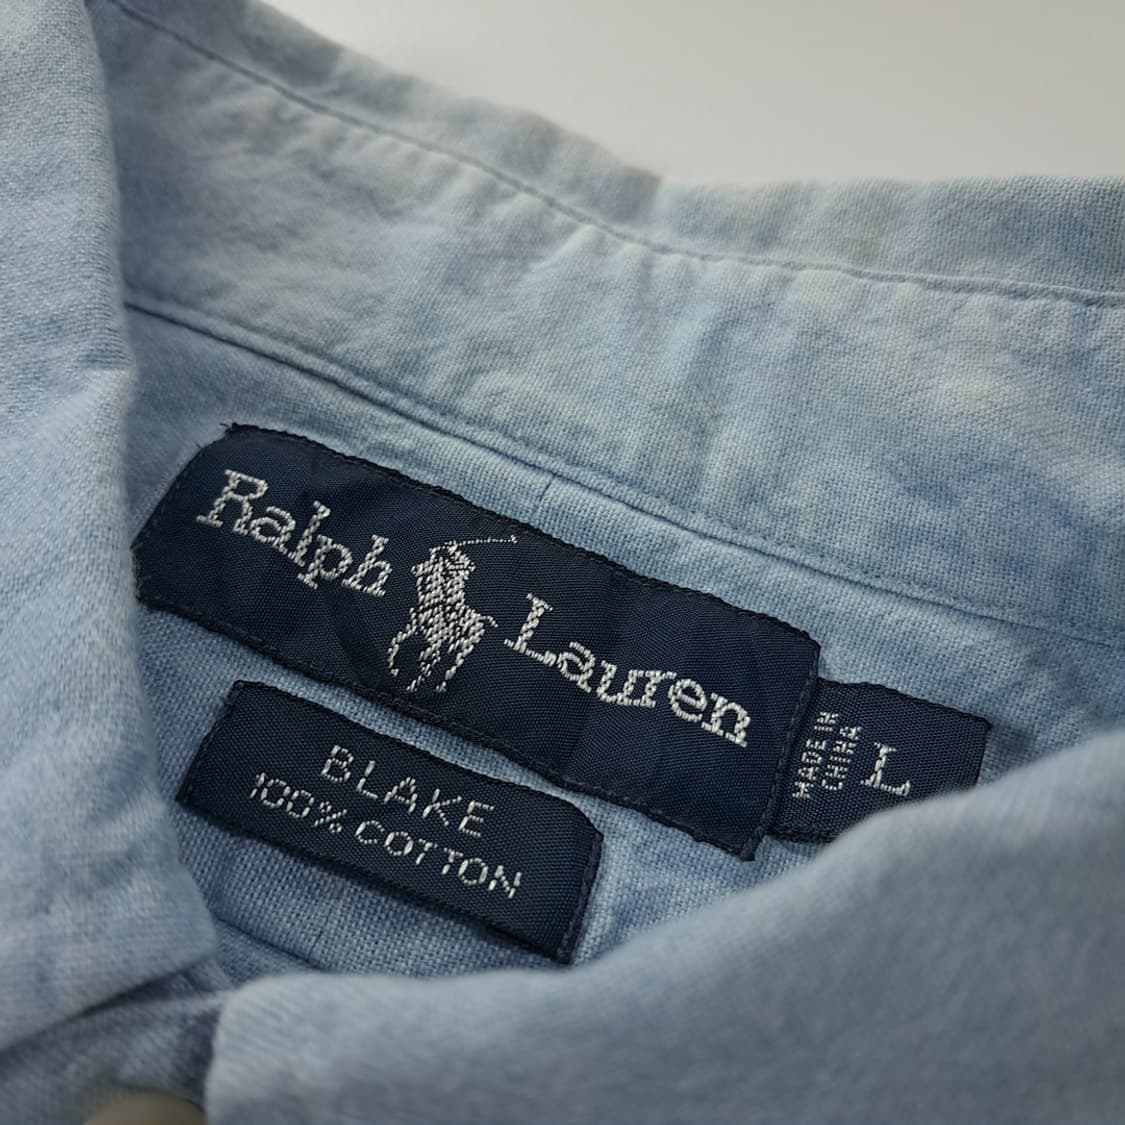 Ralph Lauren
MADE IN
CHINA
L
BLAKE
100% COTTON